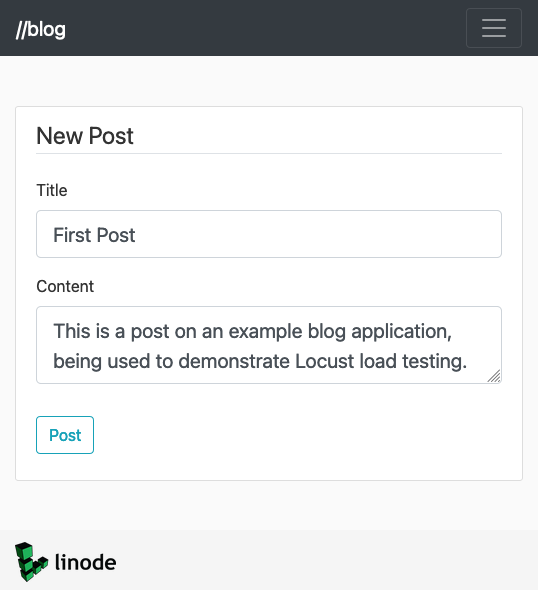 //blog
New Post
Title
First Post
Content
This is a post on an example blog application,
being used to demonstrate Locust load testing.
Post
linode